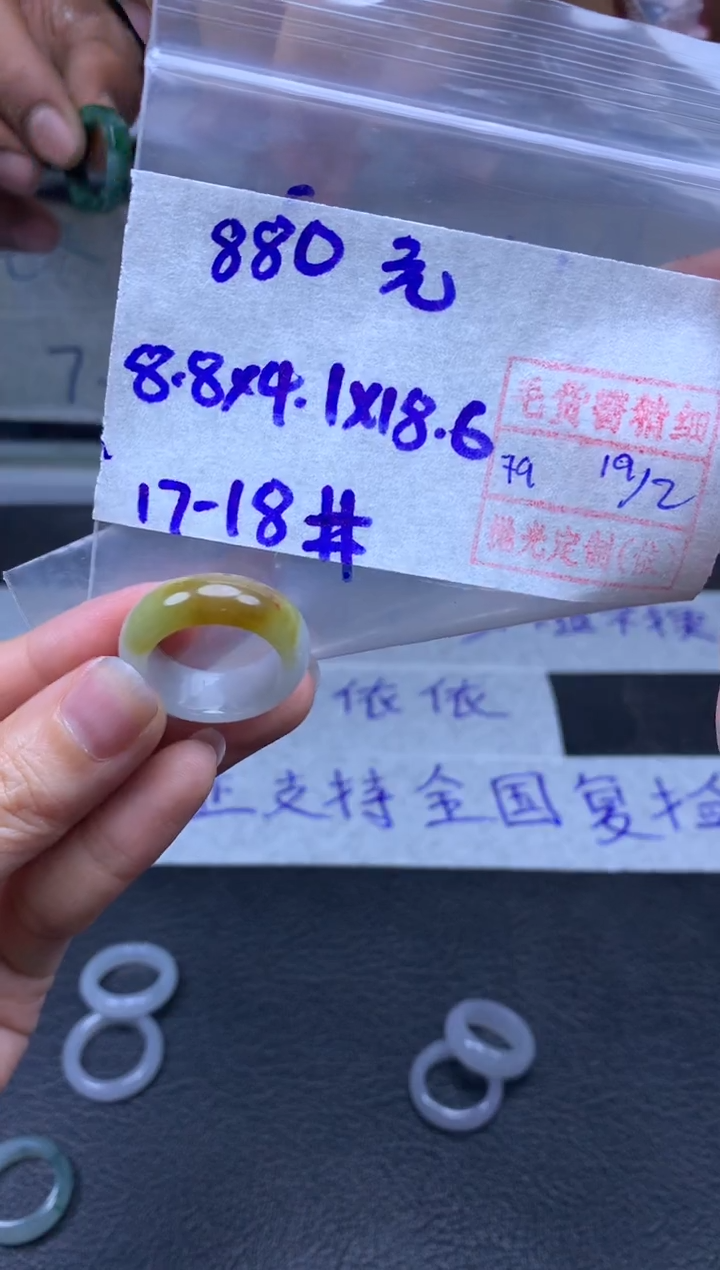 880 元
8.8x4.1x18.6
17-18#
毛货酱精细
79 19/2
抛光定制
依依
支持全国复检